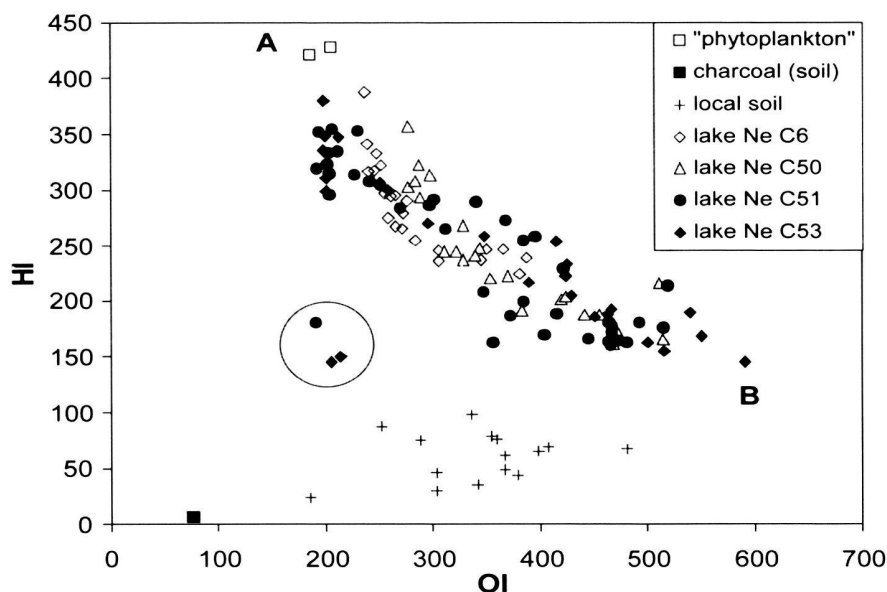 450
400
350
300
250
200
150
100
50
0
HI
A
B
"phytoplankton"
charcoal (soil)
local soil
lake Ne C6
lake Ne C50
lake Ne C51
lake Ne C53
0 100 200 300 400 500 600 700
OI